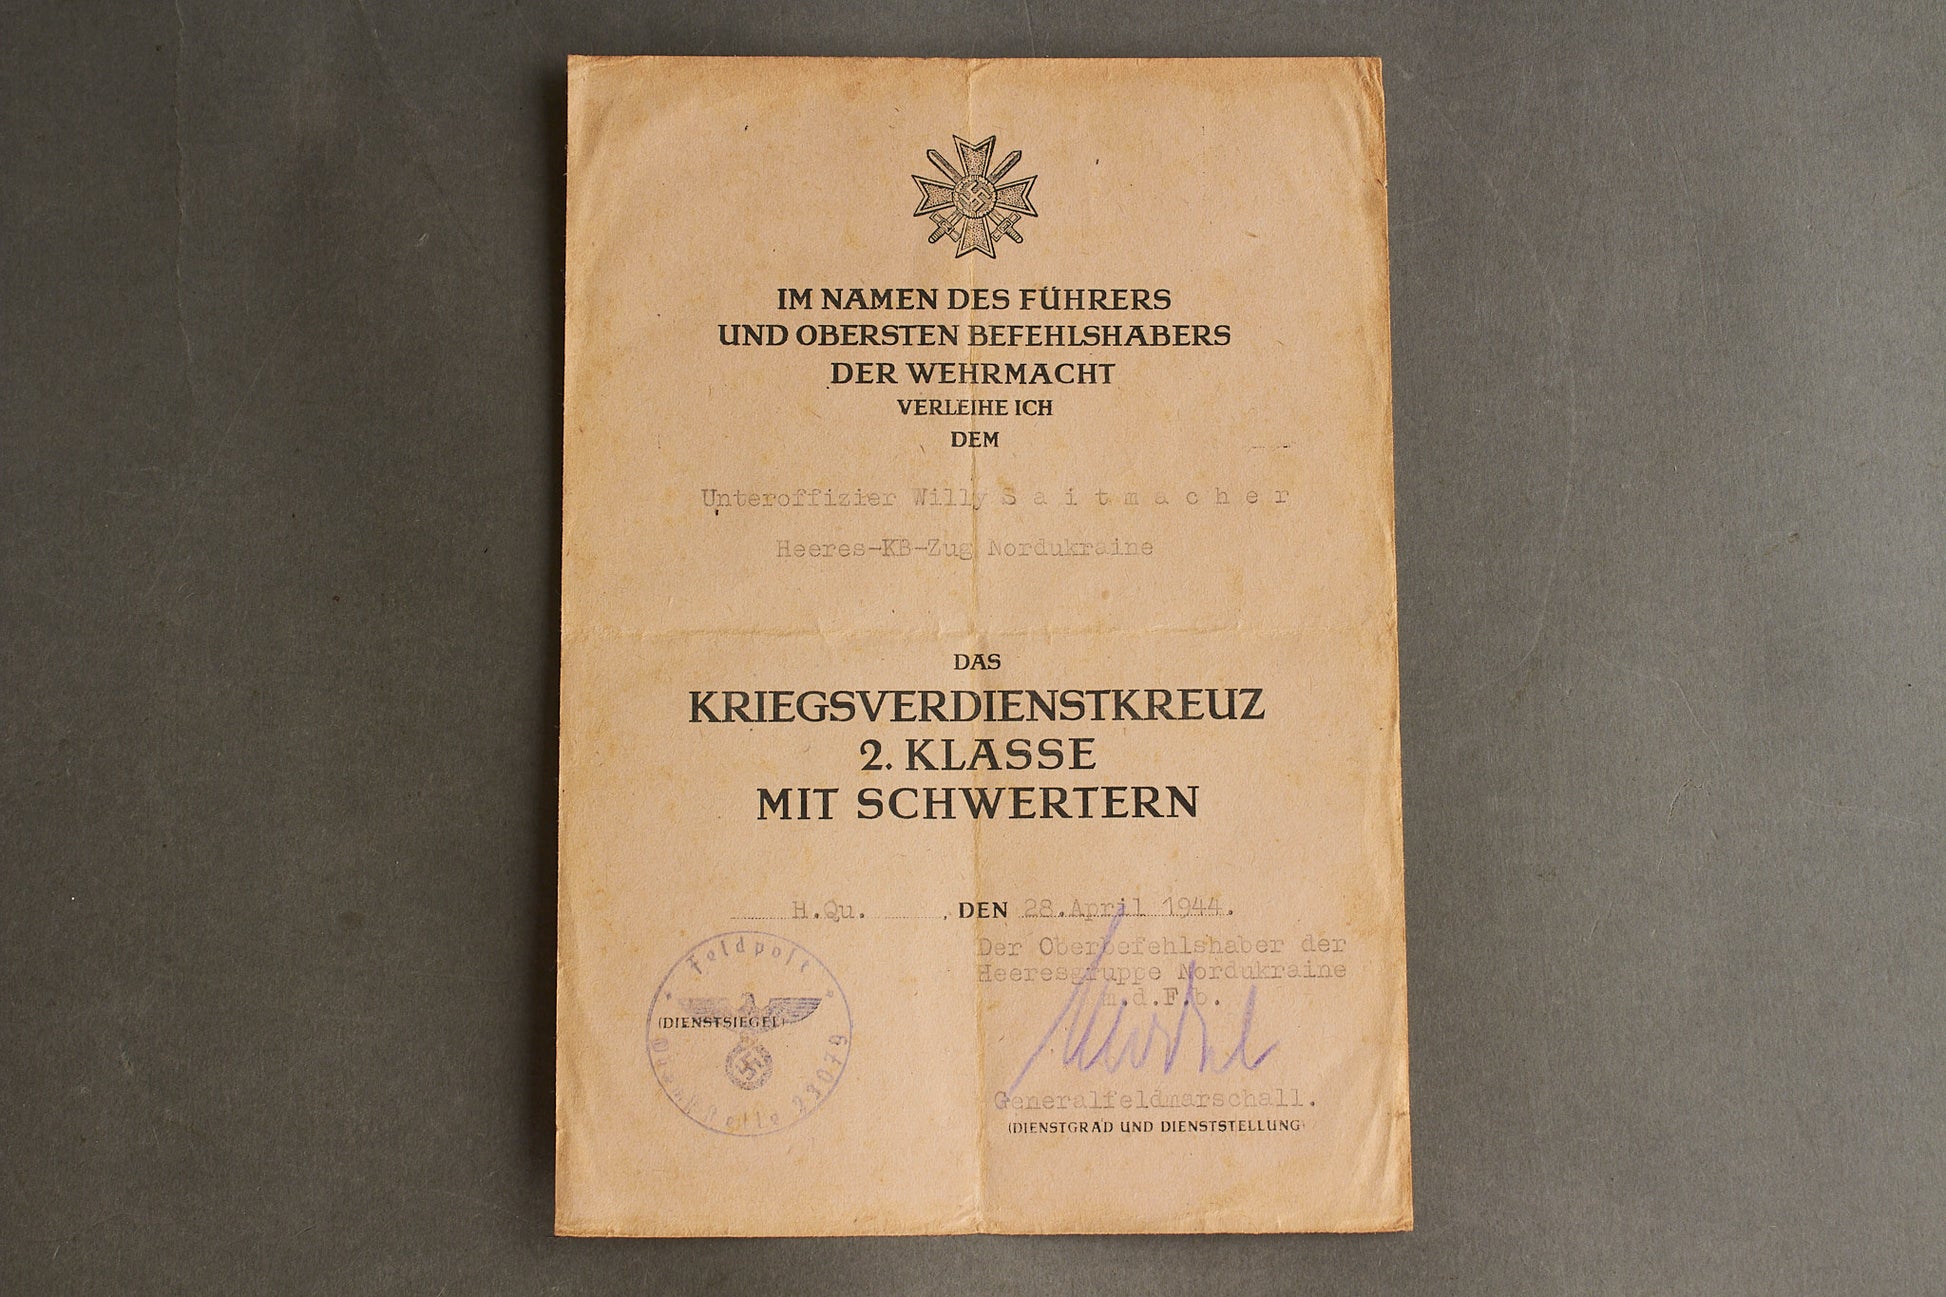 IM NAMEN DES FÜHRERS
UND OBERSTEN BEFEHLSHABERS
DER WEHRMACHT
VERLEIHE ICH
DEM
Unteroffizier Willy S a i t m a c h e r
Heeres-KB-Zug Nordukraine
DAS
KRIEGSVERDIENSTKREUZ
2. KLASSE
MIT SCHWERTERN
H.Qu. , DEN 28.April 1944.
Der Oberbefehlshaber der
Heeresgruppe Nordukraine
m.d.F.b.
Feldpost
23079
(DIENSTSIEGEL)
Generalfeldmarschall.
(DIENSTGRAD UND DIENSTSTELLUNG)